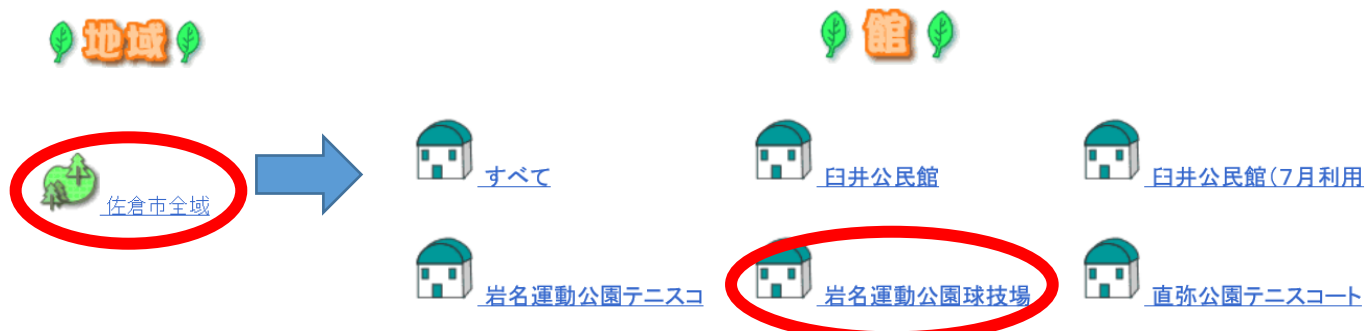 地域
館
佐倉市全域
すべて
臼井公民館
臼井公民館(7月利用
岩名運動公園テニスコ
岩名運動公園球技場
直弥公園テニスコート